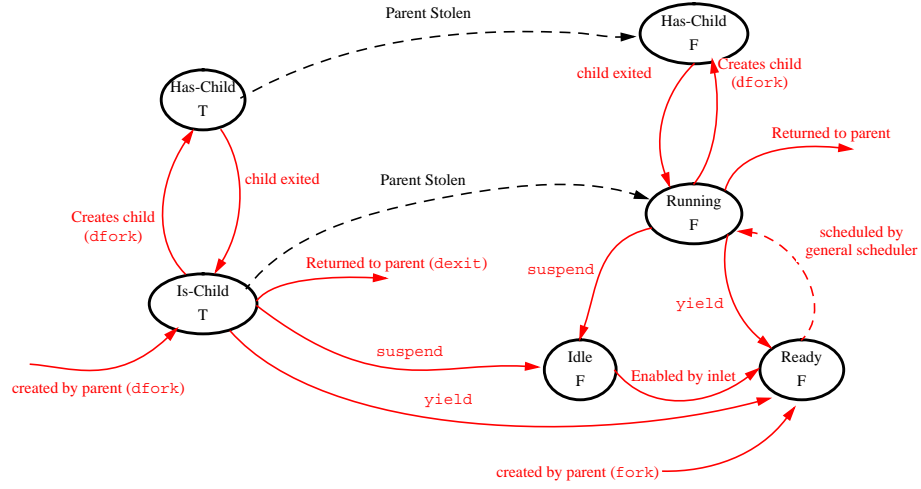 Parent Stolen
Has-Child
F
child exited
Creates child
(dfork)
Has-Child
T
Returned to parent
child exited
Parent Stolen
Running
F
Creates child
(dfork)
scheduled by
general scheduler
Returned to parent (dexit)
suspend
Is-Child
T
yield
suspend
Idle
F
Ready
F
Enabled by inlet
created by parent (dfork)
yield
created by parent (fork)